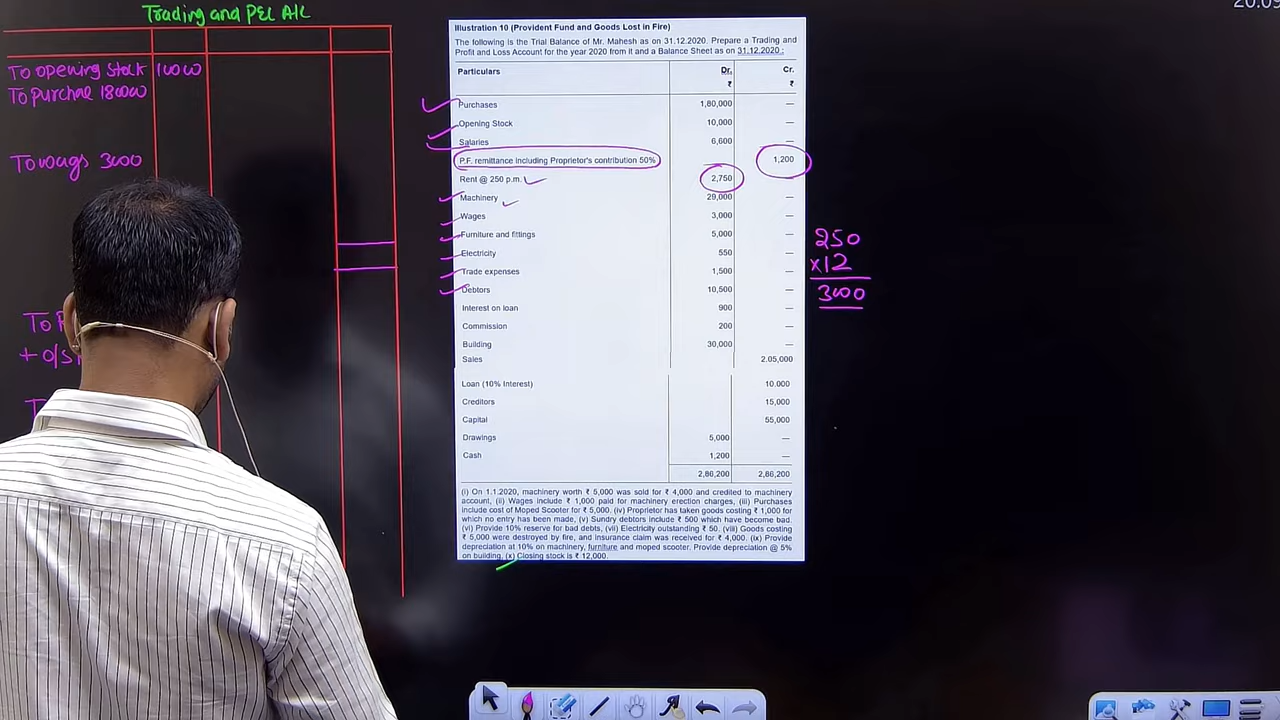 20:09
Trading and P&L A/C
To opening stock 10000
To purchase 180000
To wages 3000
+ O/s
Illustration 10 (Provident Fund and Goods Lost in Fire)
The following is the Trial Balance of Mr. Mahesh as on 31.12.2020. Prepare a Trading and
Profit and Loss Account for the year 2020 from it and a Balance Sheet as on 31.12.2020 :
Particulars Dr. Cr.
₹ ₹
Purchases 1,80,000 —
Opening Stock 10,000 —
Salaries 6,600 —
P.F. remittance including Proprietor's contribution 50% 1,200
Rent @ 250 p.m. 2,750 —
Machinery 29,000 —
Wages 3,000 —
Furniture and fittings 5,000 —
Electricity 550 —
Trade expenses 1,500 —
Debtors 10,500 —
Interest on loan 900 —
Commission 200 —
Building 30,000 —
Sales 2.05,000
Loan (10% Interest) 10.000
Creditors 15,000
Capital 55,000
Drawings 5,000 —
Cash 1,200 —
2,86,200 2,86,200
(i) On 1.1.2020, machinery worth ₹ 5,000 was sold for ₹ 4,000 and credited to machinery
account, (ii) Wages include ₹ 1,000 paid for machinery erection charges, (iii) Purchases
include cost of Moped Scooter for ₹ 5,000. (iv) Proprietor has taken goods costing ₹ 1,000 for
which no entry has been made, (v) Sundry debtors include ₹ 500 which have become bad.
(vi) Provide 10% reserve for bad debts, (vii) Electricity outstanding ₹ 50. (viii) Goods costing
₹ 5,000 were destroyed by fire, and insurance claim was received for ₹ 4,000. (ix) Provide
depreciation at 10% on machinery, furniture and moped scooter. Provide depreciation @ 5%
on building, (x) Closing stock is ₹ 12,000.
250
×12
3000